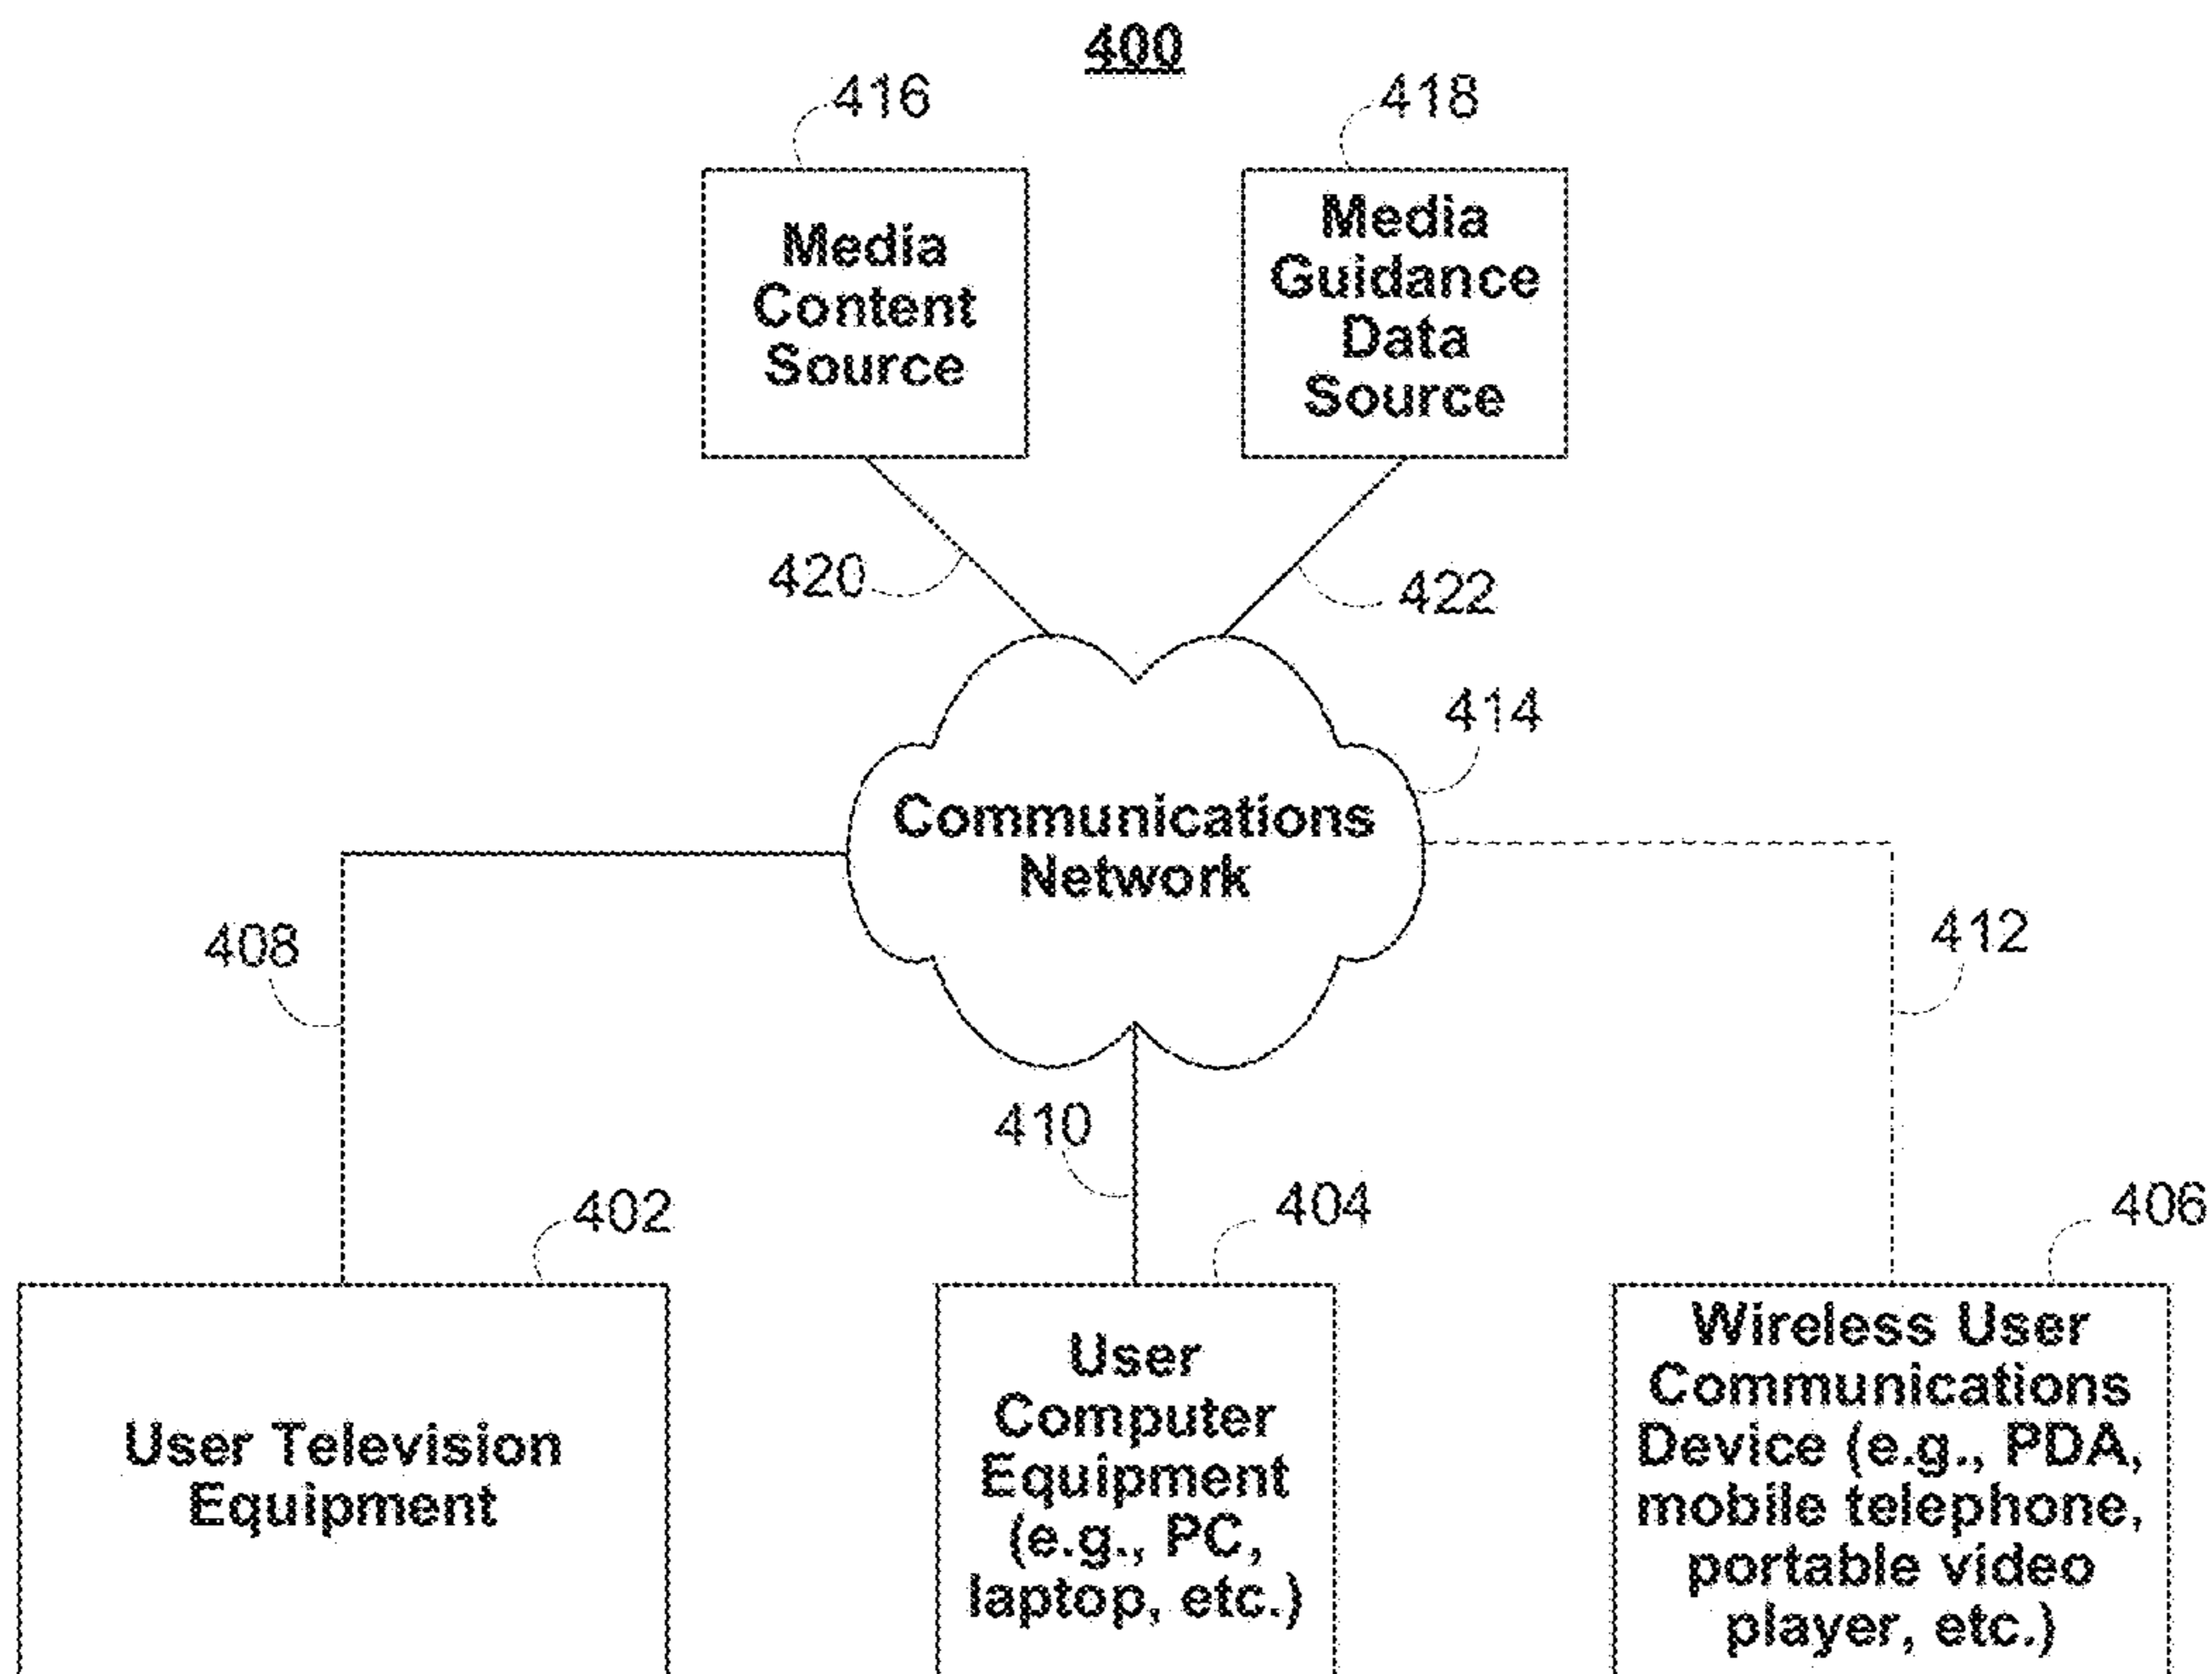 400
416
418
Media
Content
Source
Media
Guidance
Data
Source
420
422
414
Communications
Network
408
412
410
402
404
406
User Television
Equipment
User
Computer
Equipment
(e.g., PC,
laptop, etc.)
Wireless User
Communications
Device (e.g., PDA,
mobile telephone,
portable video
player, etc.)